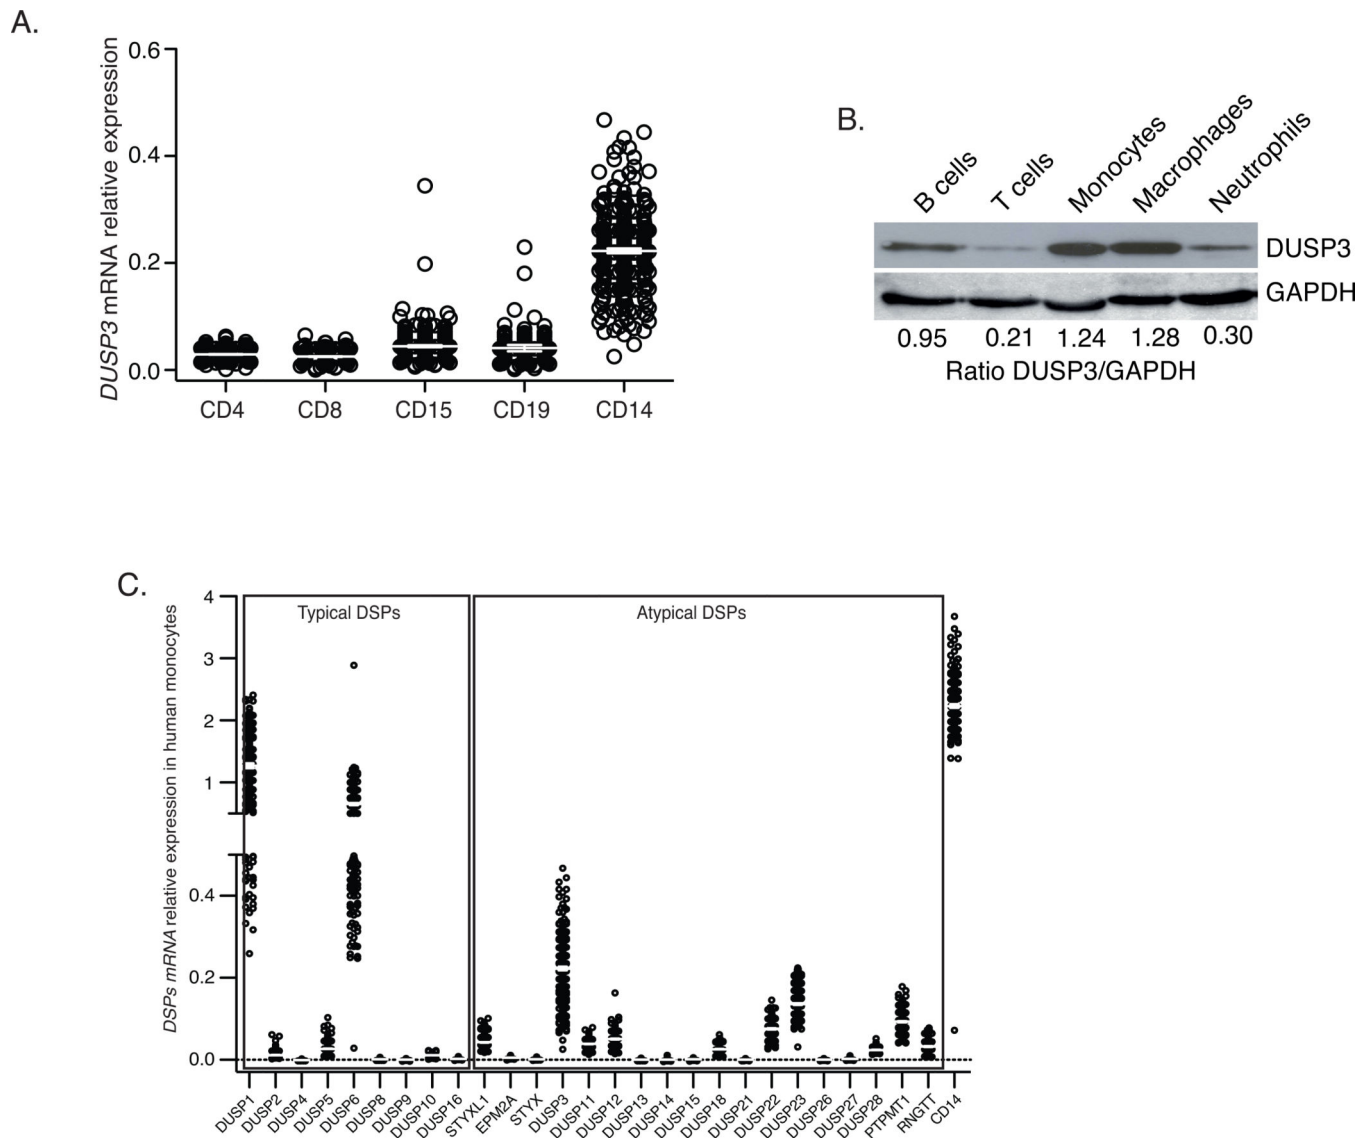 A.
DUSP3 mRNA relative expression
0.6
0.4
0.2
0.0
CD4 CD8 CD15 CD19 CD14
B.
B cells T cells Monocytes Macrophages Neutrophils
DUSP3
GAPDH
0.95 0.21 1.24 1.28 0.30
Ratio DUSP3/GAPDH
C.
DSPs mRNA relative expression in human monocytes
4
3
2
1
0.4
0.2
0.0
Typical DSPs
Atypical DSPs
DUSP1 DUSP2 DUSP4 DUSP5 DUSP6 DUSP8 DUSP9 DUSP10 DUSP16 STYXL1 EPM2A STYX DUSP3 DUSP11 DUSP12 DUSP13 DUSP14 DUSP15 DUSP18 DUSP21 DUSP22 DUSP23 DUSP26 DUSP27 DUSP28 PTPMT1 RNGTT CD14